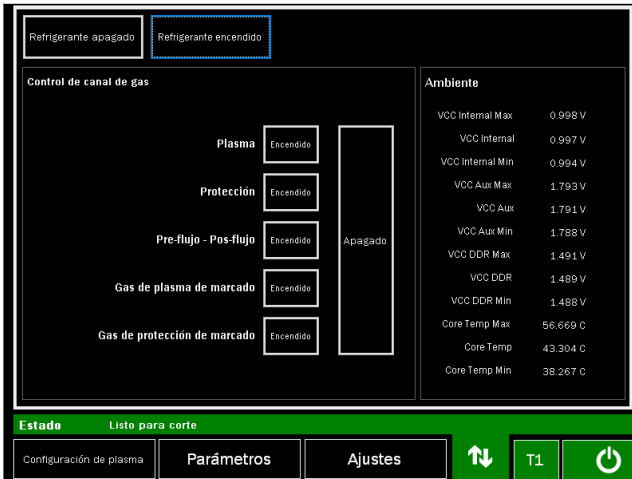 Refrigerante apagado
Refrigerante encendido
Control de canal de gas
Plasma
Encendido
Protección
Encendido
Pre-flujo - Pos-flujo
Encendido
Gas de plasma de marcado
Encendido
Gas de protección de marcado
Encendido
Apagado
Ambiente
VCC Internal Max 0.998 V
VCC Internal 0.997 V
VCC Internal Min 0.994 V
VCC Aux Max 1.793 V
VCC Aux 1.791 V
VCC Aux Min 1.788 V
VCC DDR Max 1.491 V
VCC DDR 1.489 V
VCC DDR Min 1.488 V
Core Temp Max 56.669 C
Core Temp 43.304 C
Core Temp Min 38.267 C
Estado Listo para corte
Configuración de plasma
Parámetros
Ajustes
T1